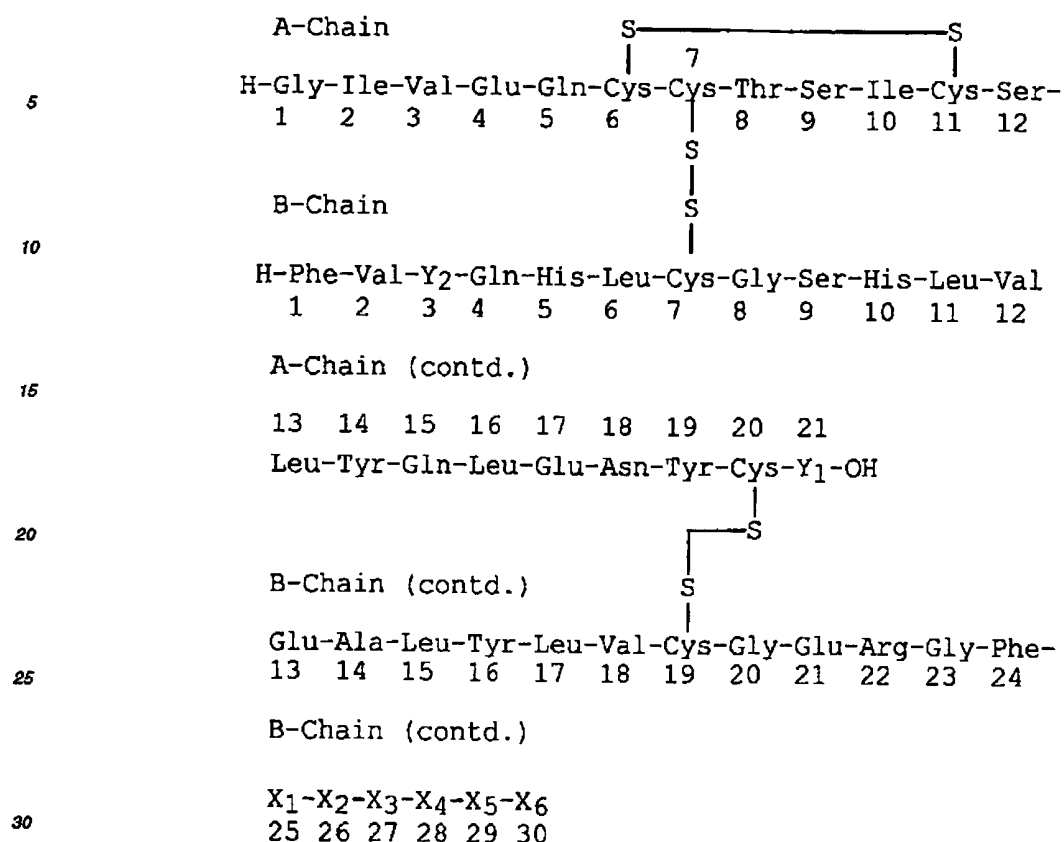 A-Chain
S S
7
5 H-Gly-Ile-Val-Glu-Gln-Cys-Cys-Thr-Ser-Ile-Cys-Ser-
1 2 3 4 5 6 8 9 10 11 12
S
B-Chain S
10
H-Phe-Val-Y2-Gln-His-Leu-Cys-Gly-Ser-His-Leu-Val
1 2 3 4 5 6 7 8 9 10 11 12
A-Chain (contd.)
15
13 14 15 16 17 18 19 20 21
Leu-Tyr-Gln-Leu-Glu-Asn-Tyr-Cys-Y1-OH
20 S
B-Chain (contd.) S
Glu-Ala-Leu-Tyr-Leu-Val-Cys-Gly-Glu-Arg-Gly-Phe-
25 13 14 15 16 17 18 19 20 21 22 23 24
B-Chain (contd.)
30 X1-X2-X3-X4-X5-X6
25 26 27 28 29 30